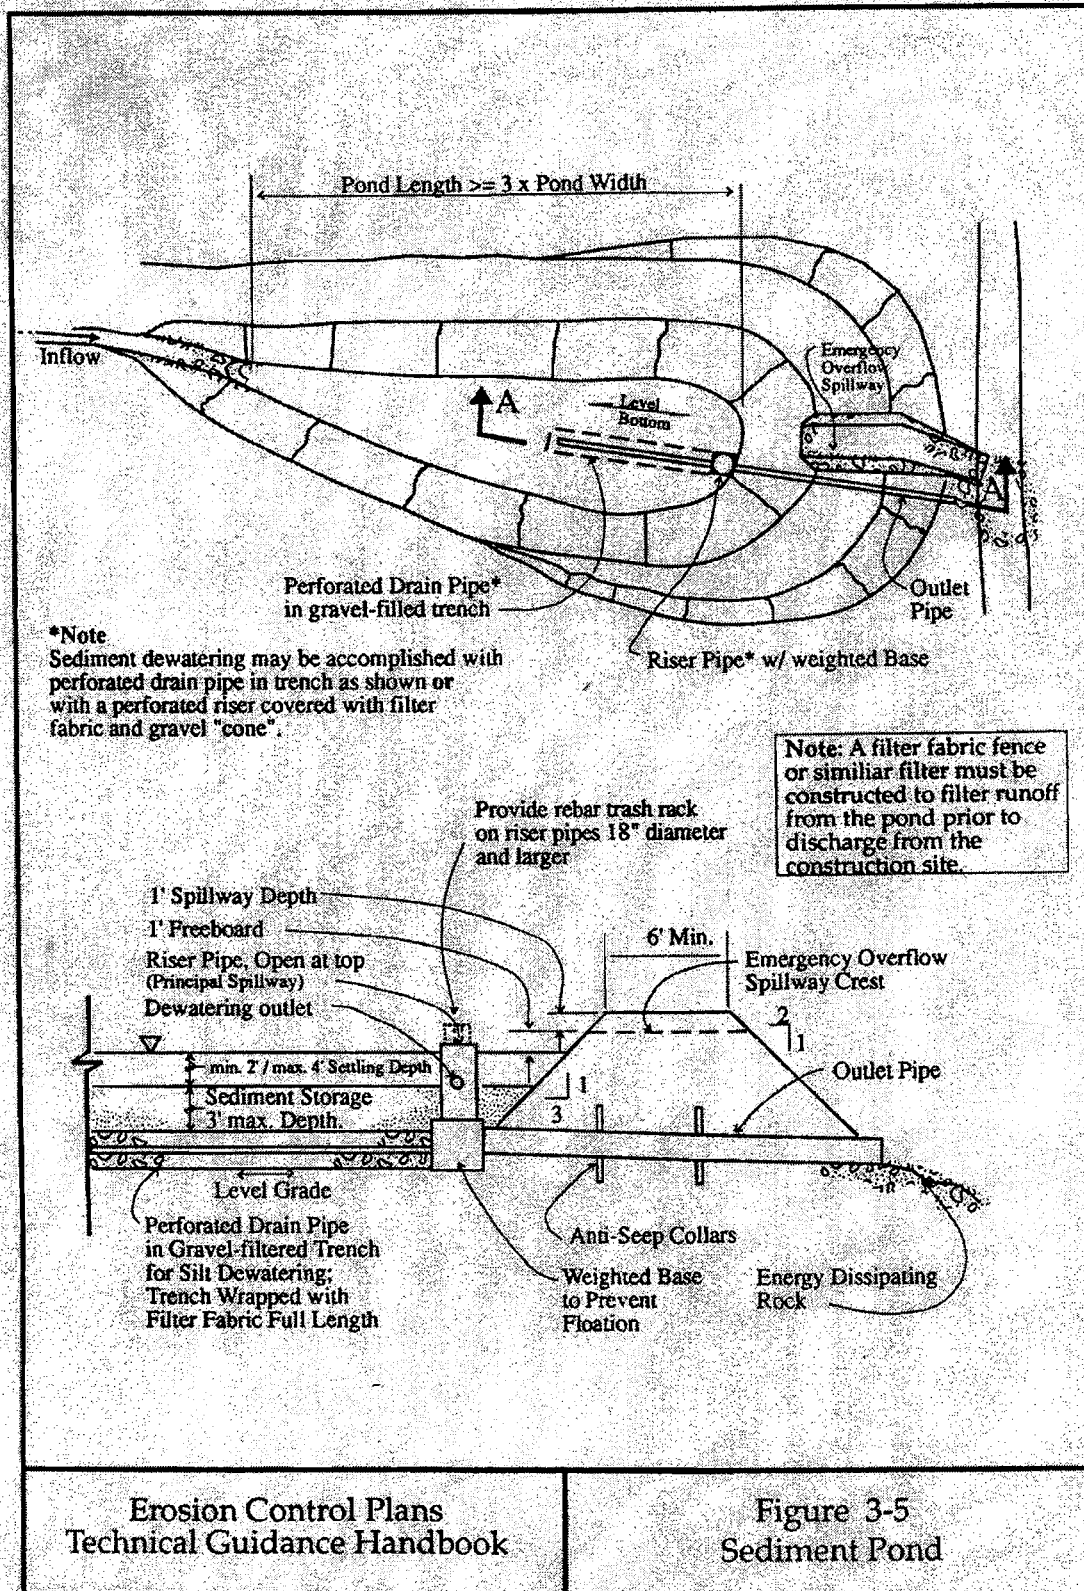 Pond Length >= 3 x Pond Width
Inflow
Emergency
Overflow
Spillway
A
Level
Bottom
A
Perforated Drain Pipe*
in gravel-filled trench
Outlet
Pipe
Riser Pipe* w/ weighted Base
*Note
Sediment dewatering may be accomplished with
perforated drain pipe in trench as shown or
with a perforated riser covered with filter
fabric and gravel "cone".
Note: A filter fabric fence
or similiar filter must be
constructed to filter runoff
from the pond prior to
discharge from the
construction site.
Provide rebar trash rack
on riser pipes 18" diameter
and larger
1' Spillway Depth
1' Freeboard
Riser Pipe, Open at top
(Principal Spillway)
Dewatering outlet
6' Min.
Emergency Overflow
Spillway Crest
2
1
min. 2' / max. 4' Settling Depth
Sediment Storage
3' max. Depth.
1
3
Outlet Pipe
Level Grade
Perforated Drain Pipe
in Gravel-filtered Trench
for Silt Dewatering;
Trench Wrapped with
Filter Fabric Full Length
Anti-Seep Collars
Weighted Base
to Prevent
Floation
Energy Dissipating
Rock
Erosion Control Plans
Technical Guidance Handbook
Figure 3-5
Sediment Pond